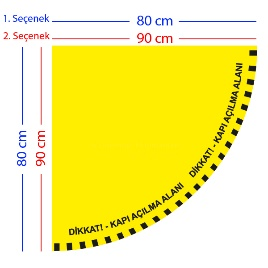 1. Seçenek
80 cm
2. Seçenek
90 cm
80 cm
90 cm
DİKKAT! - KAPI AÇILMA ALANI
DİKKAT! - KAPI AÇILMA ALANI